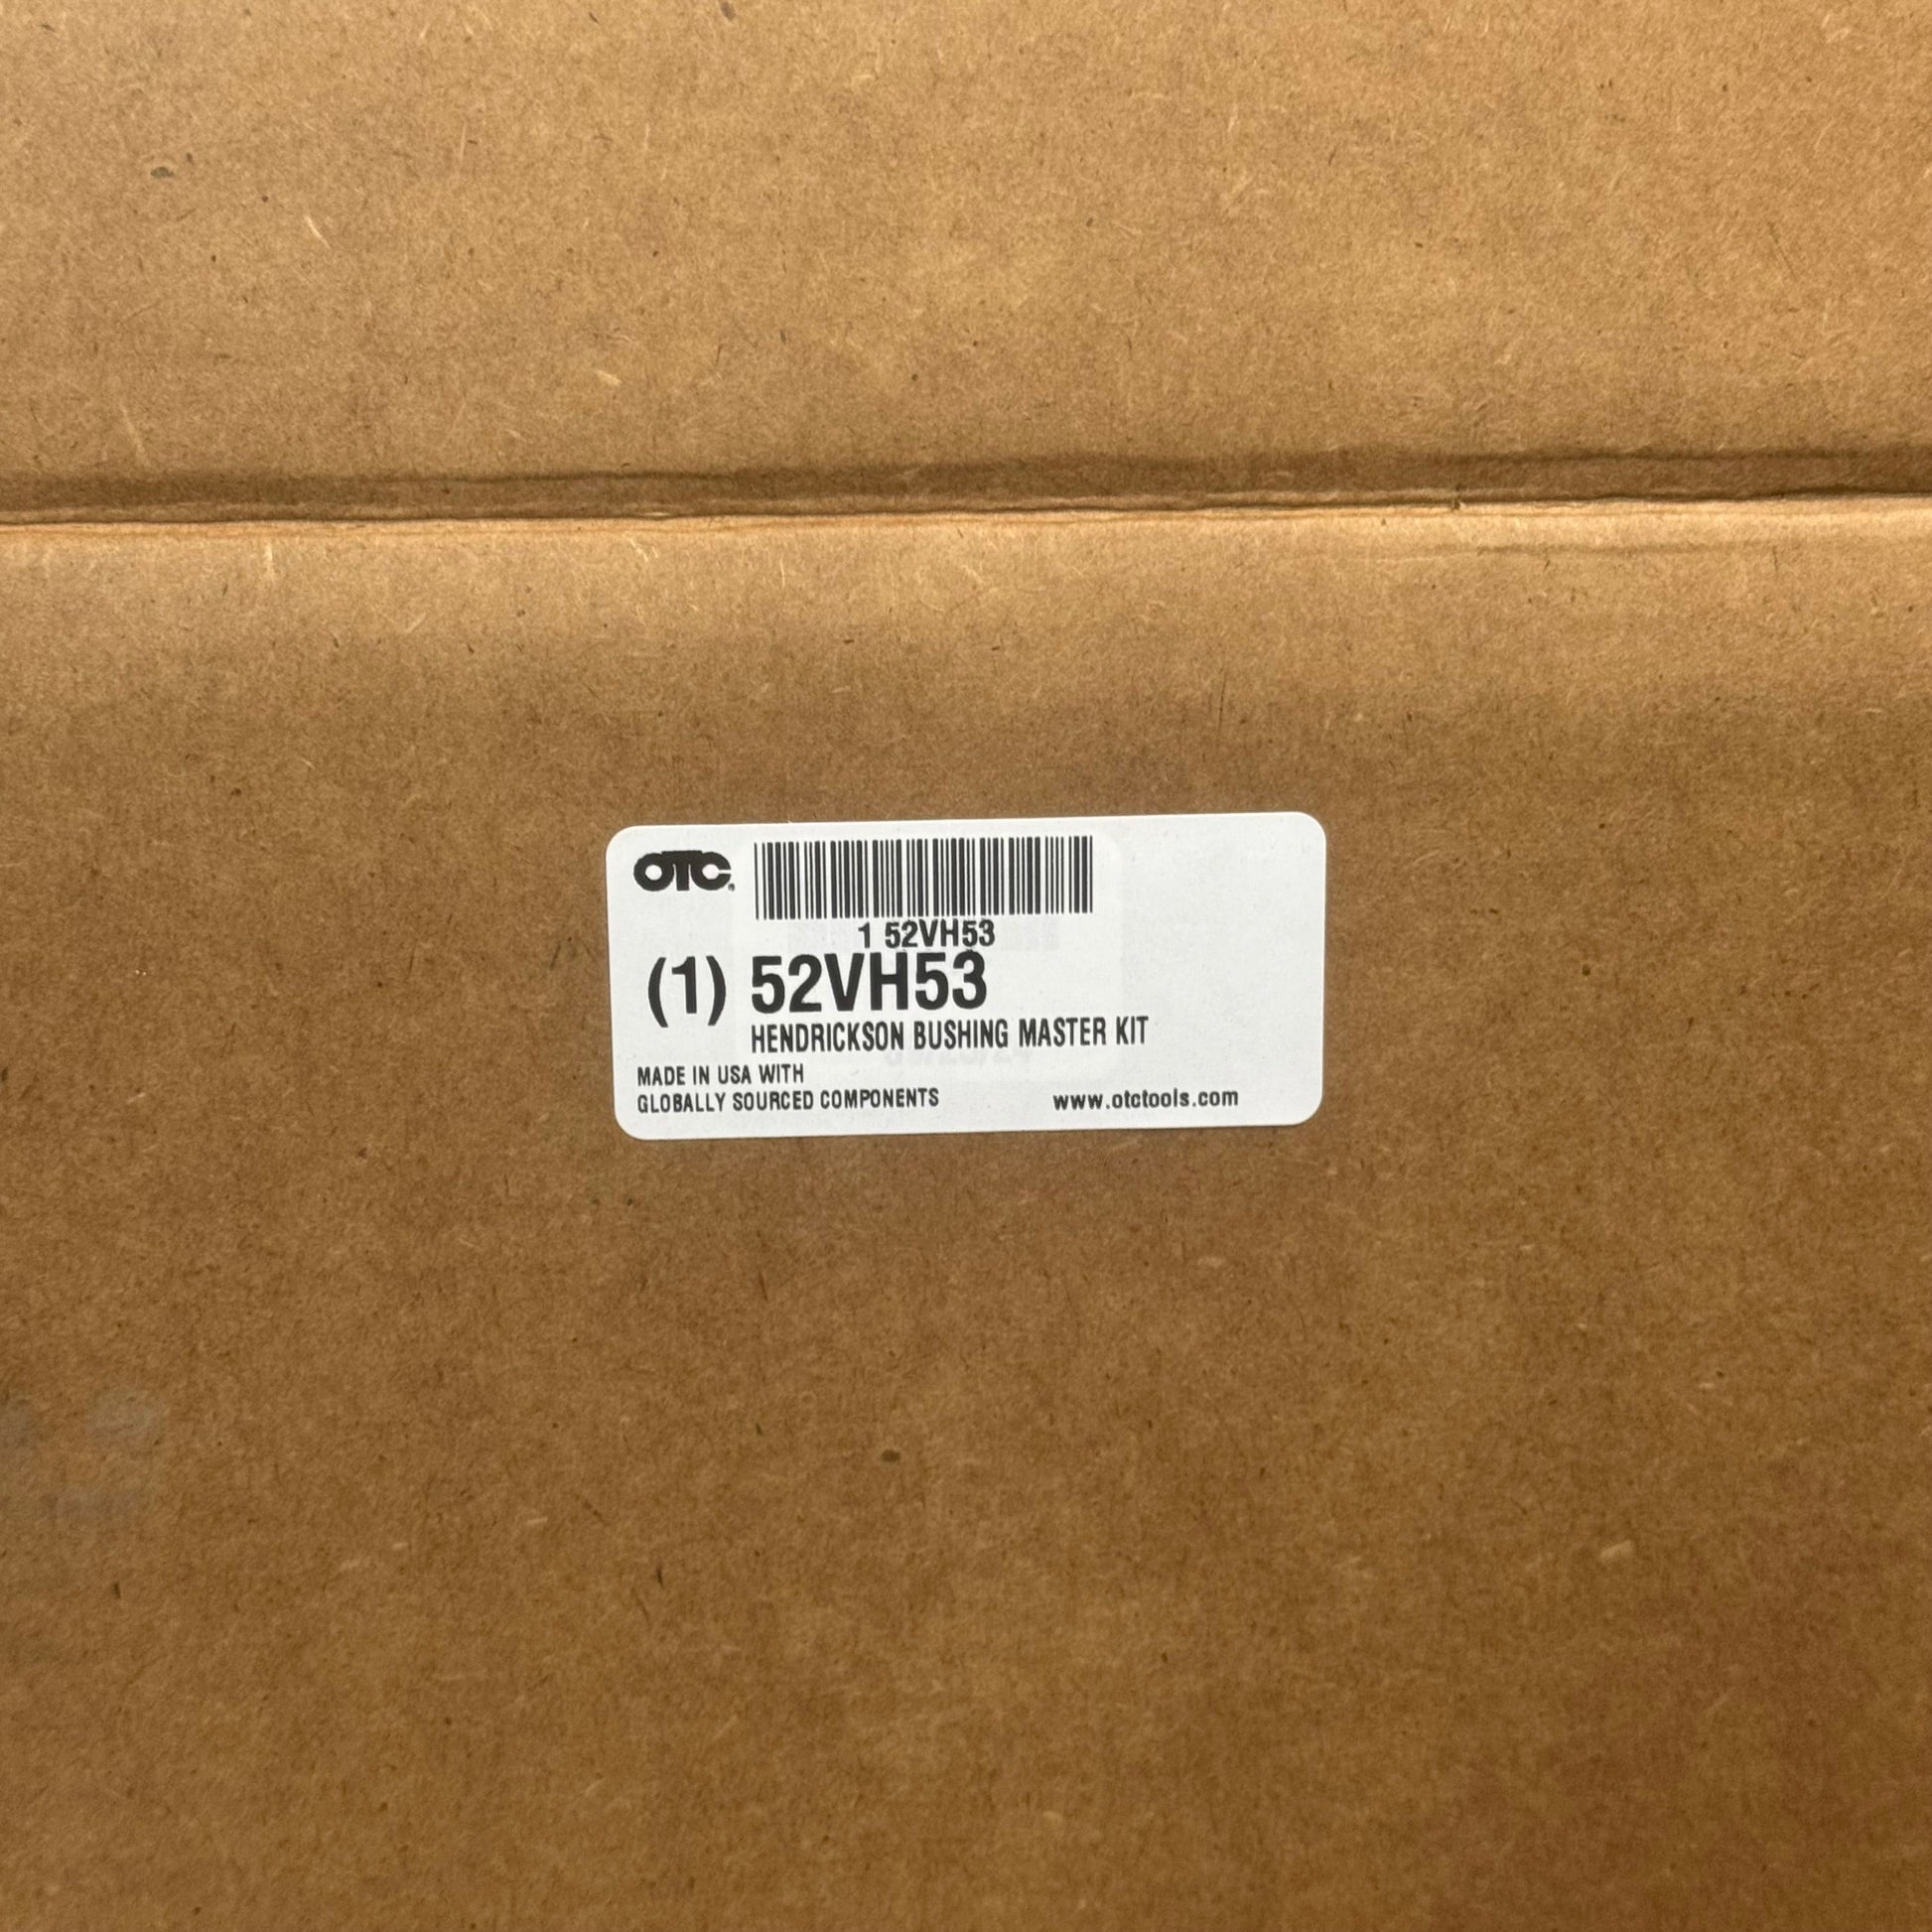 OTC
1 52VH53
(1) 52VH53
HENDRICKSON BUSHING MASTER KIT
MADE IN USA WITH
GLOBALLY SOURCED COMPONENTS
www.otctools.com